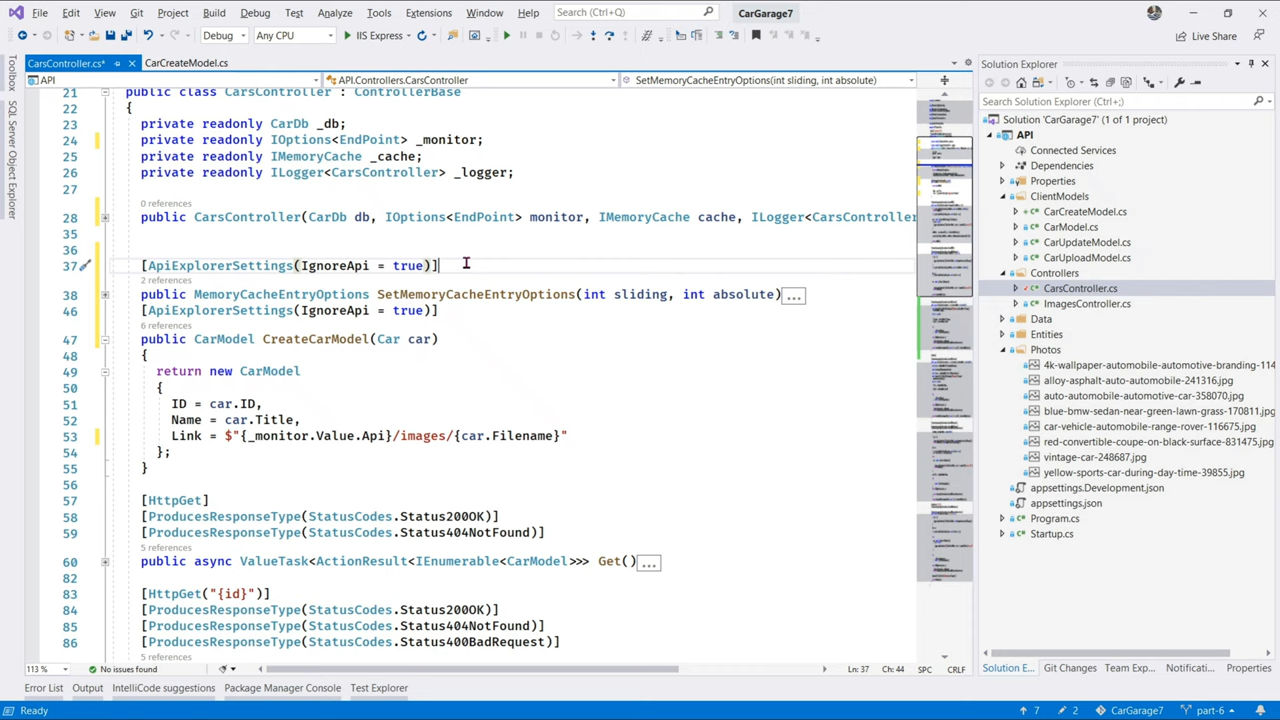 File Edit View Git Project Build Debug Test Analyze Tools Extensions Window Help Search (Ctrl+Q) CarGarage7
Debug Any CPU IIS Express Live Share
CarsController.cs* CarCreateModel.cs
API API.Controllers.CarsController SetMemoryCacheEntryOptions(int sliding, int absolute)
Toolbox
SQL Server Object Explorer
21 public class CarsController : ControllerBase
22 {
23 private readonly CarDb _db;
24 private readonly IOptions<EndPoint> _monitor;
25 private readonly IMemoryCache _cache;
26 private readonly ILogger<CarsController> _logger;
27
0 references
28 public CarsController(CarDb db, IOptions<EndPoint> monitor, IMemoryCache cache, ILogger<CarsController
36
37 [ApiExplorerSettings(IgnoreApi = true)]
2 references
38 public MemoryCacheEntryOptions SetMemoryCacheEntryOptions(int sliding, int absolute)...
46 [ApiExplorerSettings(IgnoreApi = true)]
6 references
47 public CarModel CreateCarModel(Car car)
48 {
49 return new
50 {
51 ID =
52 Name =
53 Link = _monitor.Value.Api}/images/{car.Filename}"
54 };
55 }
56
57 [HttpGet]
58 [ProducesResponseType(StatusCodes.Status200OK)]
59 [ProducesResponseType(StatusCodes.Status404NotFound)]
5 references
60 public async ValueTask<ActionResult<IEnumerable<CarModel>>> Get()...
82
83 [HttpGet("{id}")]
84 [ProducesResponseType(StatusCodes.Status200OK)]
85 [ProducesResponseType(StatusCodes.Status404NotFound)]
86 [ProducesResponseType(StatusCodes.Status400BadRequest)]
5 references
113 % No issues found Ln: 37 Ch: 44 SPC CRLF
Error List Output IntelliCode suggestions Package Manager Console Test Explorer
Ready 7 2 CarGarage7 part-6
Solution Explorer
Search Solution Explorer (Ctrl+;)
Solution 'CarGarage7' (1 of 1 project)
API
Connected Services
Dependencies
Properties
ClientModels
CarCreateModel.cs
CarModel.cs
CarUpdateModel.cs
CarUploadModel.cs
Controllers
CarsController.cs
ImagesController.cs
Data
Entities
Photos
4k-wallpaper-automobile-branding-114
alloy-asphalt-auto-automobile-241316.jpg
auto-automobile-automotive-car-358070.jpg
blue-bmw-sedan-near-green-lawn-grass-170811.jpg
car-vehicle-automobile-range-rover-116675.jpg
red-convertible-coupe-on-black-surface-831475.jpg
vintage-car-249687.jpg
yellow-sports-car-during-day-time-39855.jpg
appsettings.Development.json
appsettings.json
Program.cs
Startup.cs
Solution E... Git Changes Team Exp... Notificati... Properties